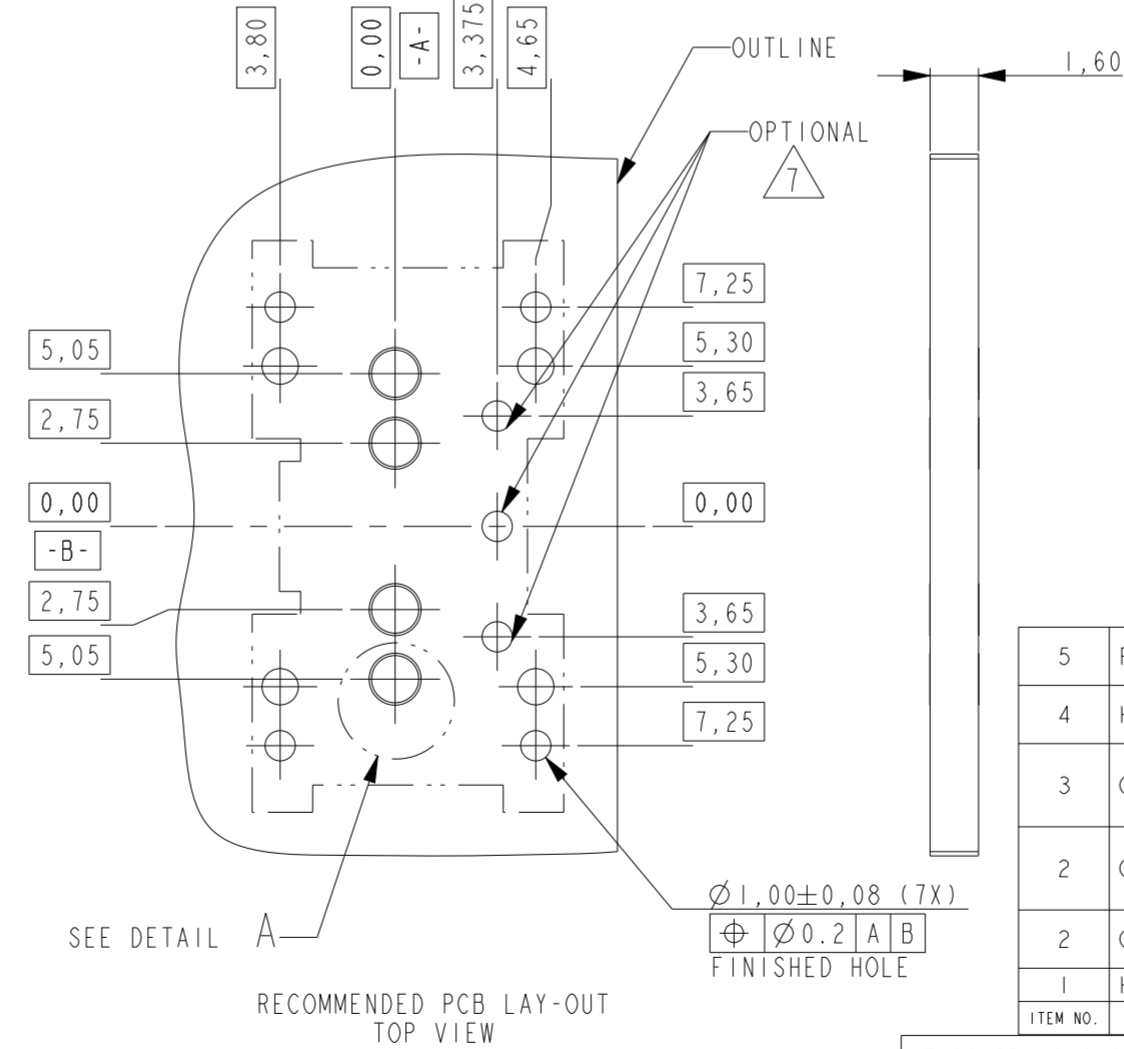 3,80
0,00
-A-
3,375
4,65
OUTLINE
1,60
OPTIONAL
7
7,25
5,30
3,65
0,00
3,65
5,30
7,25
5,05
2,75
0,00
-B-
2,75
5,05
SEE DETAIL A
Ø1,00±0,08 (7X)
⌖ Ø0.2 A B
FINISHED HOLE
RECOMMENDED PCB LAY-OUT
TOP VIEW
5
4
3
2
2
1
ITEM NO.